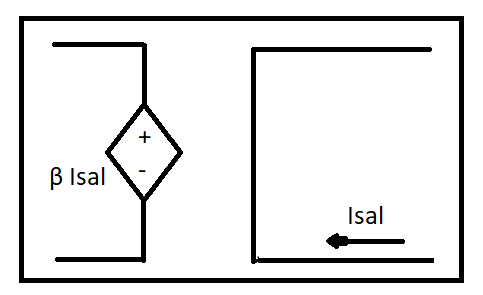 +
-
β Isal
Isal